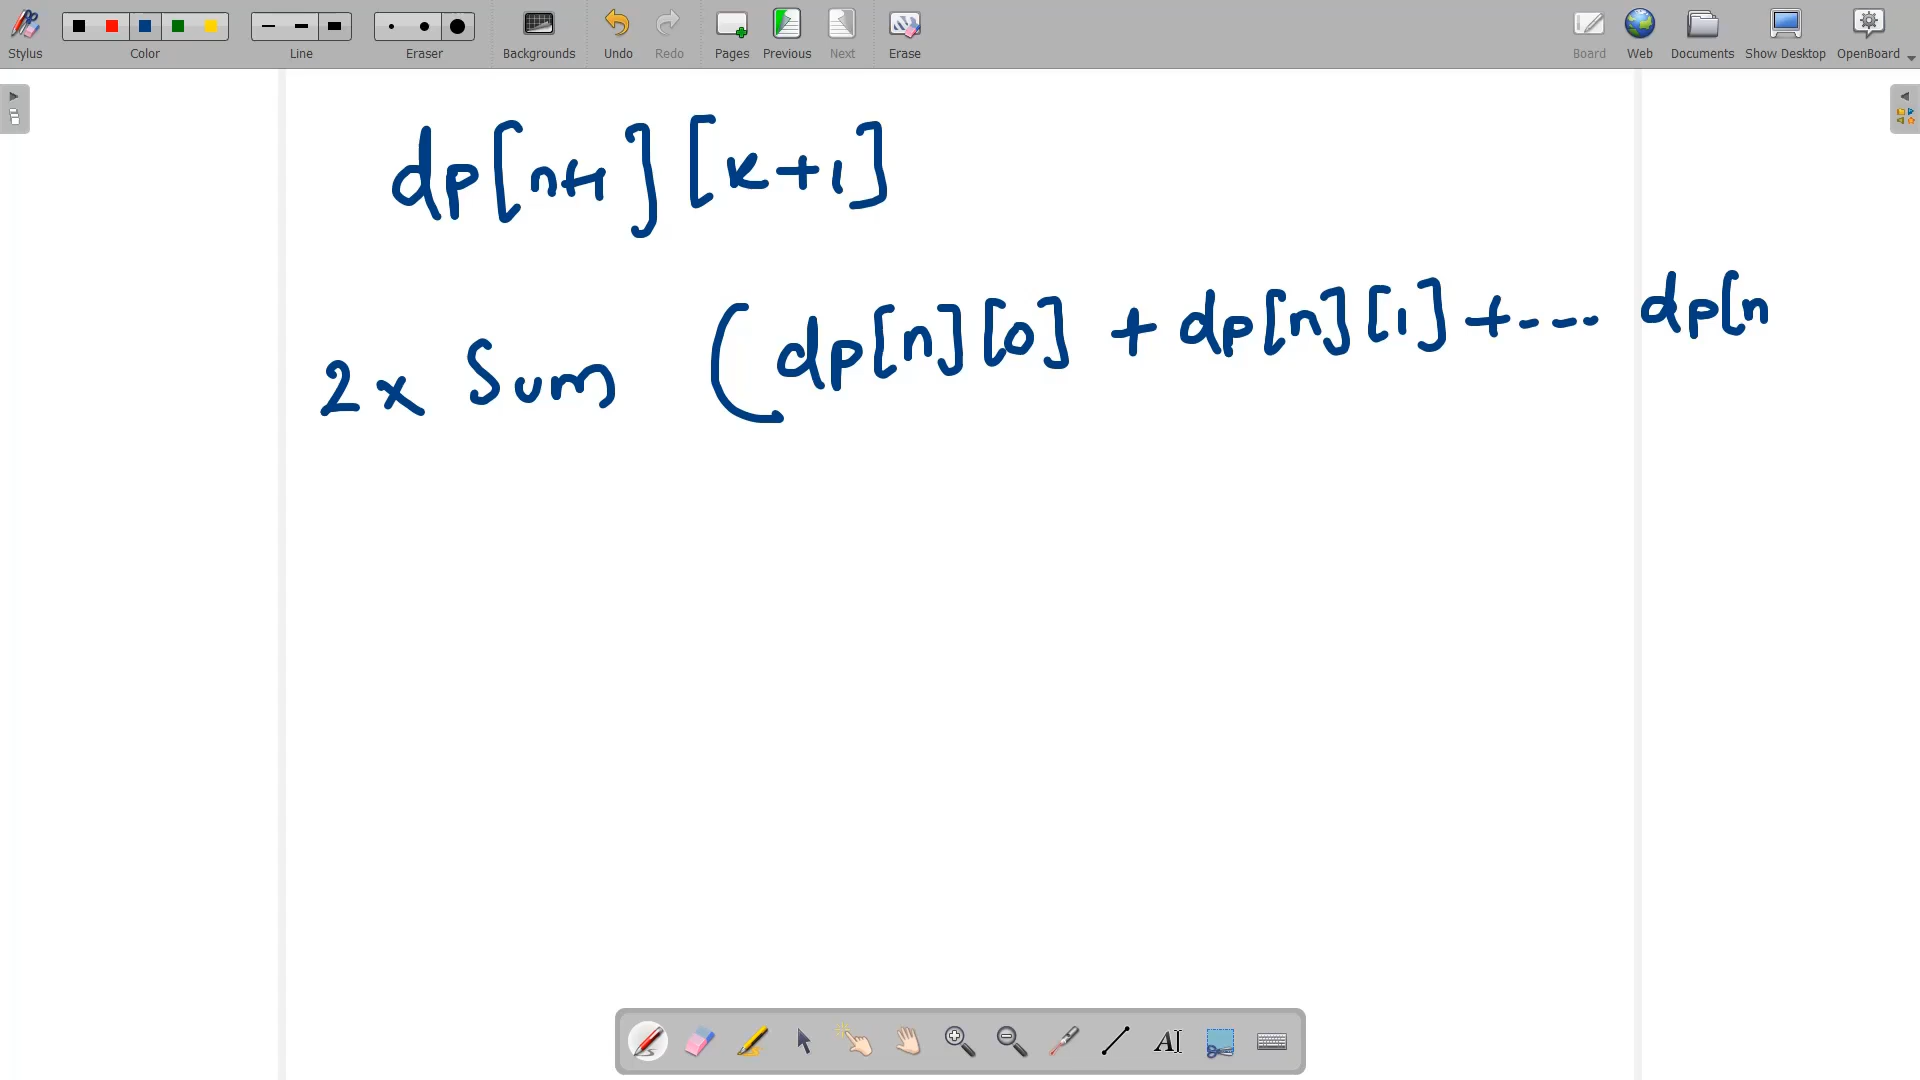 Stylus Color Line Eraser Backgrounds Undo Redo Pages Previous Next Erase Board Web Documents Show Desktop OpenBoard
dp[n+1][k+1]
2 x Sum (dp[n][0] + dp[n][1] +--- dp[n